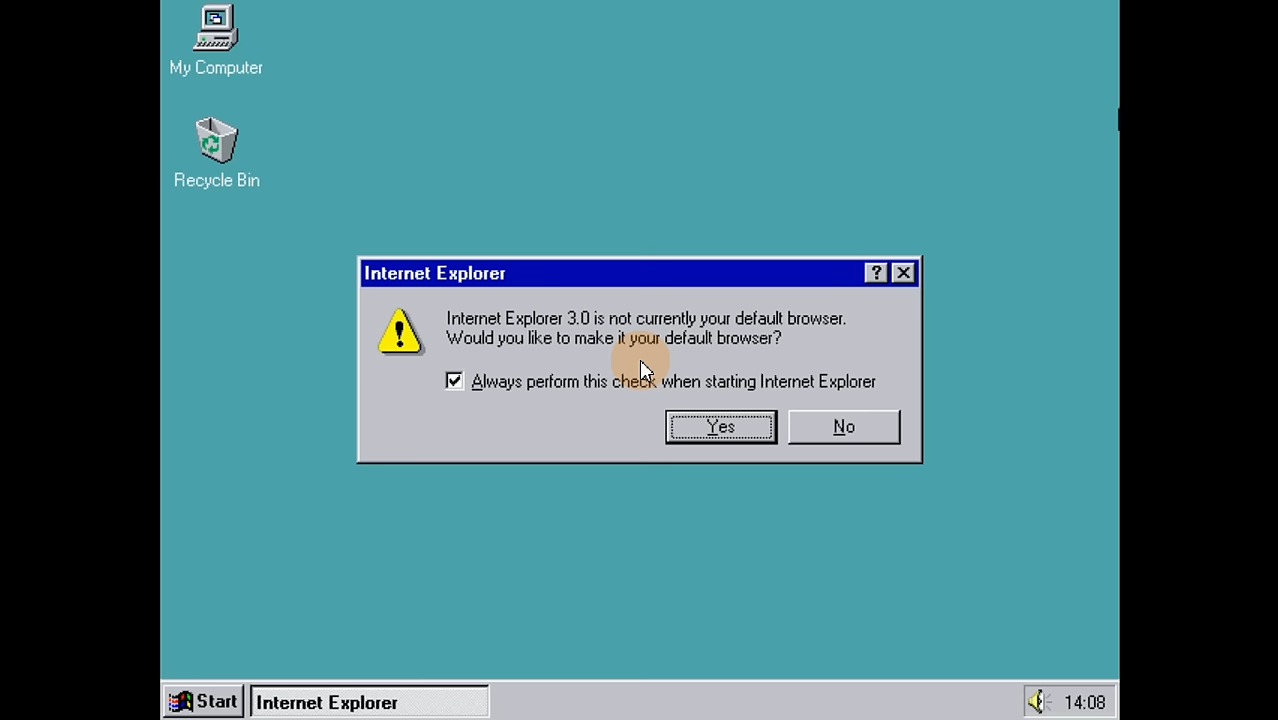 My Computer
Recycle Bin
Internet Explorer
Internet Explorer 3.0 is not currently your default browser.
Would you like to make it your default browser?
Always perform this check when starting Internet Explorer
Yes
No
Start
Internet Explorer
14:08